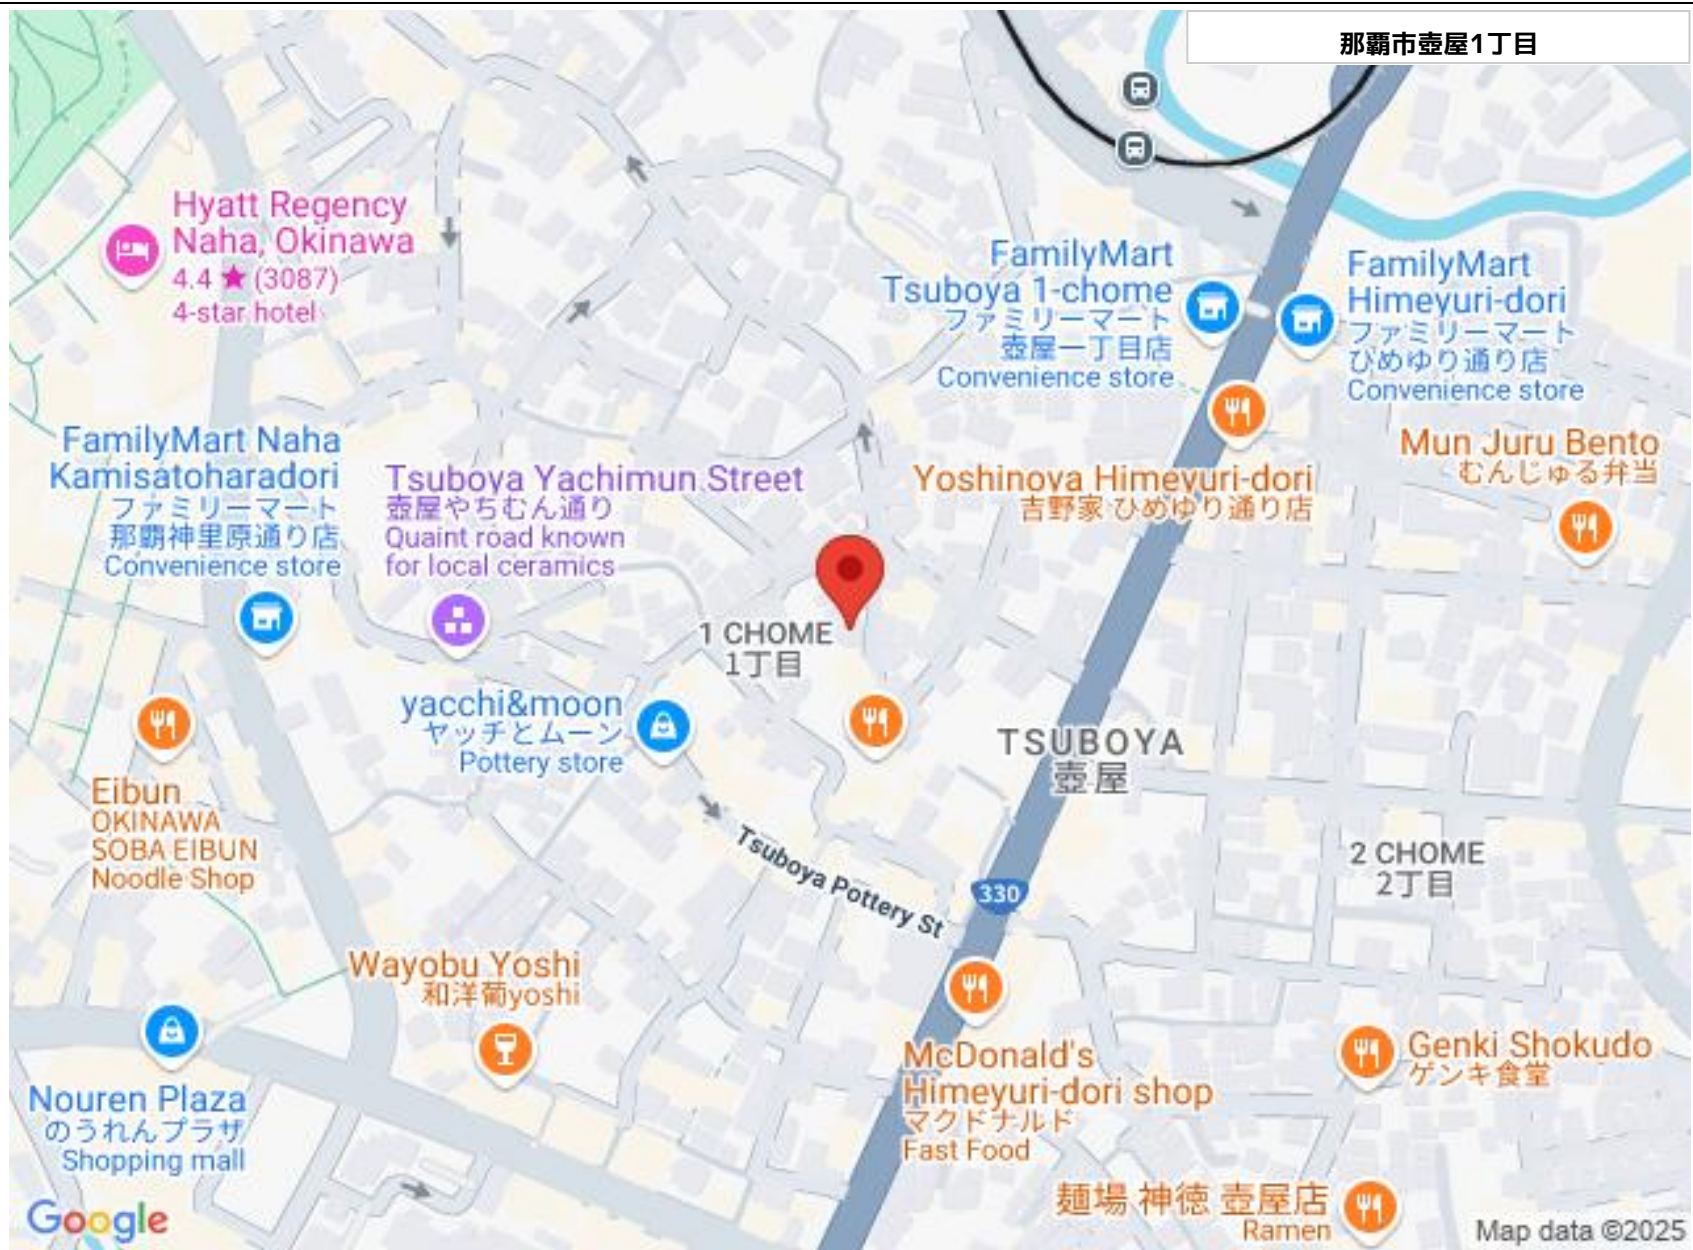 那覇市壺屋1丁目
Hyatt Regency
Naha, Okinawa
4.4 ★ (3087)
4-star hotel
FamilyMart
Tsuboya 1-chome
ファミリーマート
壺屋一丁目店
Convenience store
FamilyMart
Himeyuri-dori
ファミリーマート
ひめゆり通り店
Convenience store
FamilyMart Naha
Kamisatoharadori
ファミリーマート
那覇神里原通り店
Convenience store
Tsuboya Yachimun Street
壺屋やちむん通り
Quaint road known
for local ceramics
Yoshinoya Himeyuri-dori
吉野家 ひめゆり通り店
Mun Juru Bento
むんじゅる弁当
1 CHOME
1丁目
yacchi&moon
ヤッチとムーン
Pottery store
TSUBOYA
壺屋
Eibun
OKINAWA
SOBA EIBUN
Noodle Shop
Tsuboya Pottery St
330
2 CHOME
2丁目
Wayobu Yoshi
和洋葡yoshi
McDonald's
Himeyuri-dori shop
マクドナルド
Fast Food
Genki Shokudo
ゲンキ食堂
Nouren Plaza
のうれんプラザ
Shopping mall
麺場 神徳 壺屋店
Ramen
Google
Map data ©2025